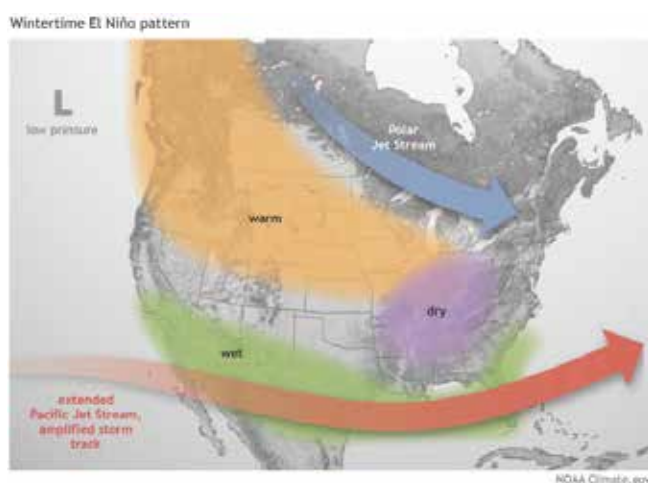 Wintertime El Niño pattern
L
low pressure
Polar
Jet Stream
warm
dry
wet
extended
Pacific Jet Stream,
amplified storm
track
NOAA Climate.gov